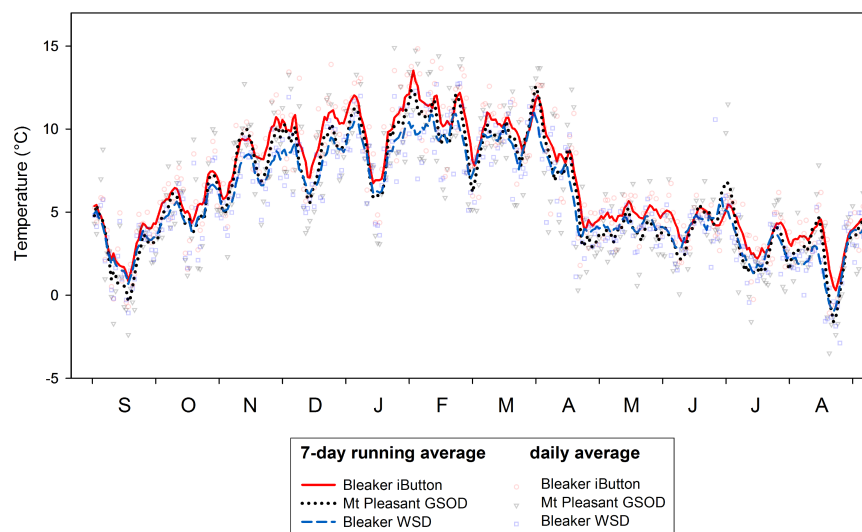 15
10
5
0
-5
Temperature (°C)
S O N D J F M A M J J A
7-day running average daily average
Bleaker iButton Bleaker iButton
Mt Pleasant GSOD Mt Pleasant GSOD
Bleaker WSD Bleaker WSD